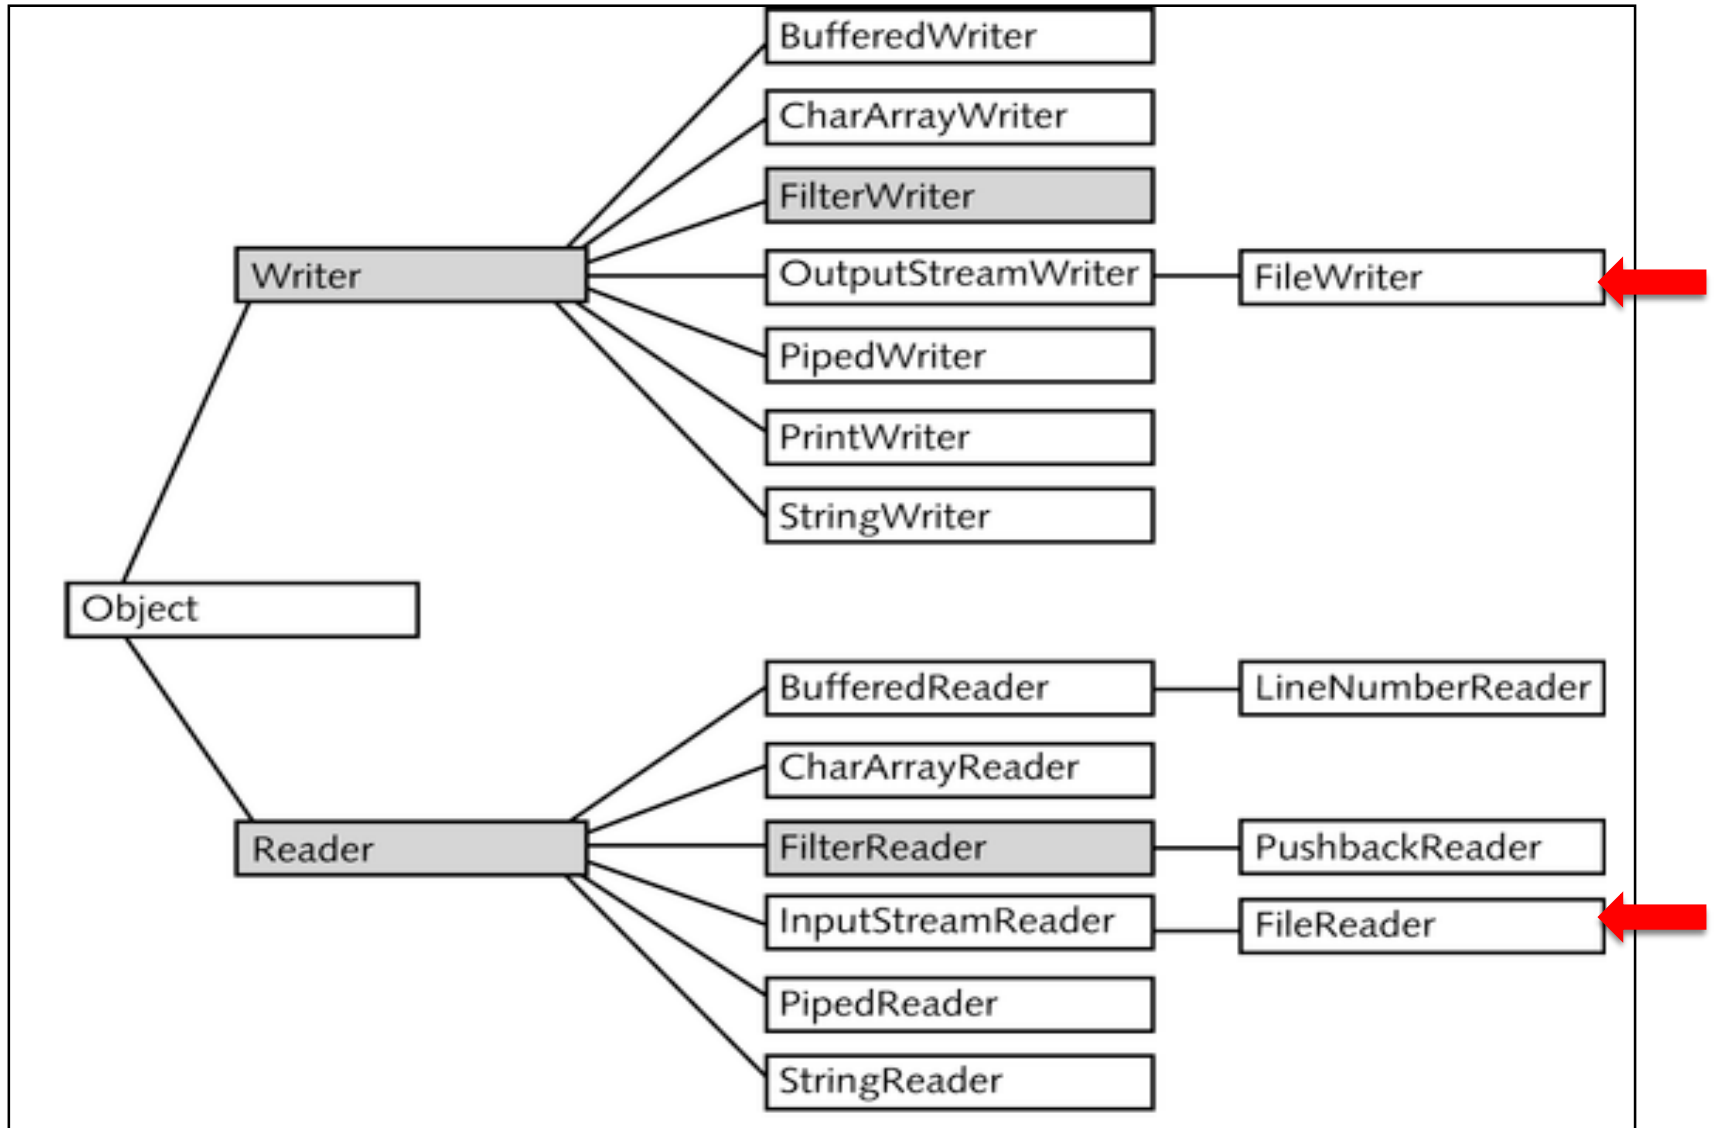 BufferedWriter
CharArrayWriter
FilterWriter
Writer
OutputStreamWriter
FileWriter
PipedWriter
PrintWriter
StringWriter
Object
BufferedReader
LineNumberReader
CharArrayReader
Reader
FilterReader
PushbackReader
InputStreamReader
FileReader
PipedReader
StringReader